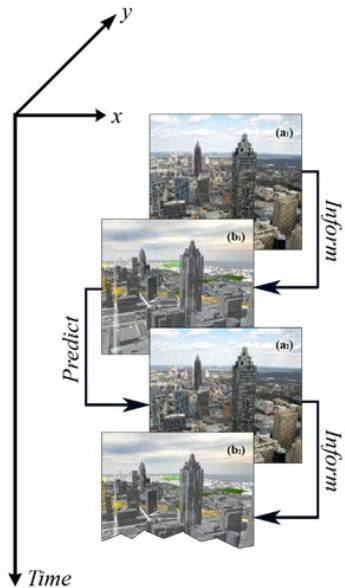 y
x
(a₁)
Inform
(b₁)
Predict
(a₂)
Inform
(b₂)
Time